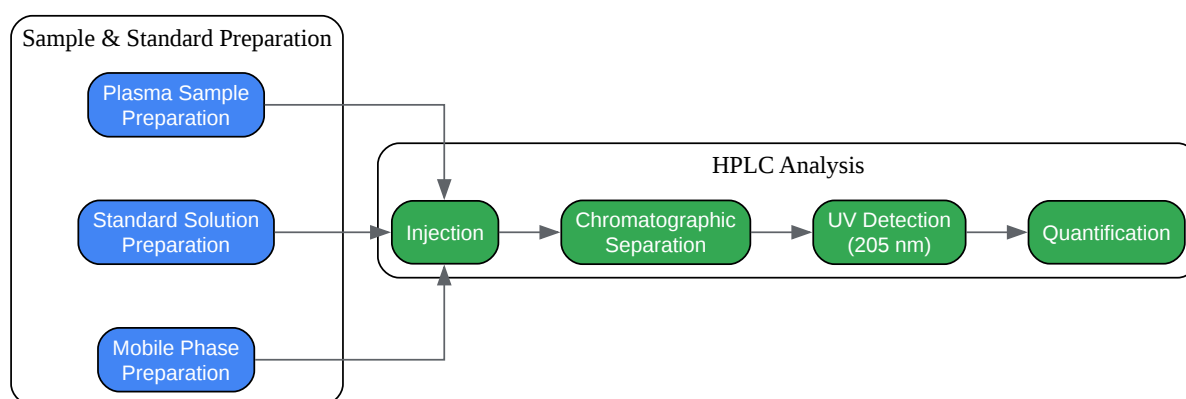 Sample & Standard Preparation
Plasma Sample
Preparation
Standard Solution
Preparation
Mobile Phase
Preparation
HPLC Analysis
Injection
Chromatographic
Separation
UV Detection
(205 nm)
Quantification